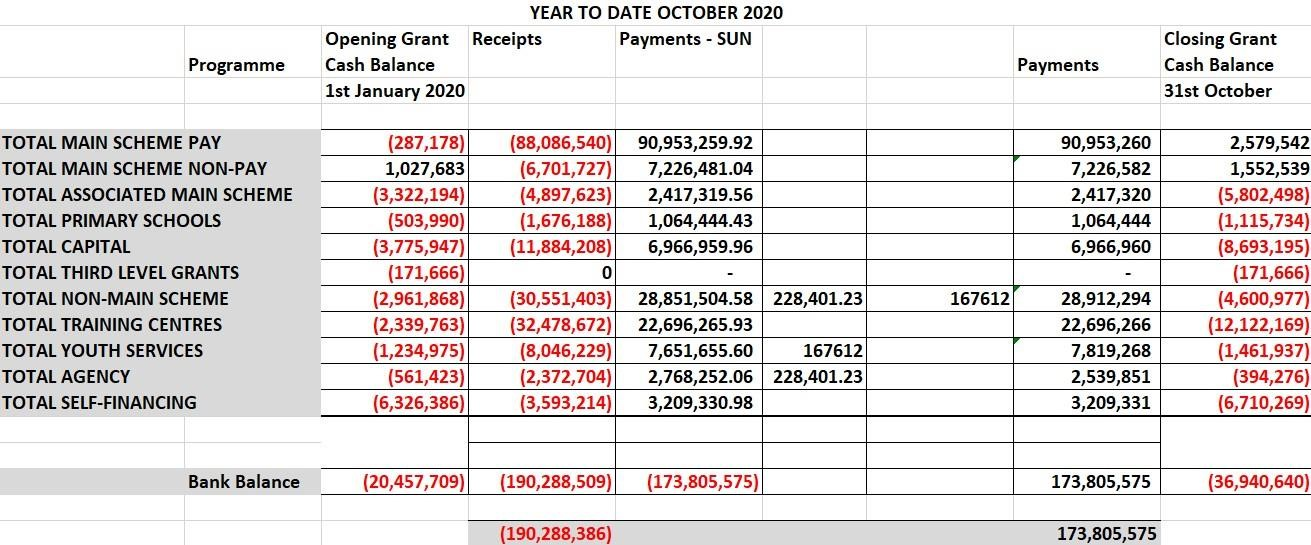 YEAR TO DATE OCTOBER 2020
Opening Grant Receipts Payments - SUN Closing Grant
Programme Cash Balance Payments Cash Balance
1st January 2020 31st October
TOTAL MAIN SCHEME PAY (287,178) (88,086,540) 90,953,259.92 90,953,260 2,579,542
TOTAL MAIN SCHEME NON-PAY 1,027,683 (6,701,727) 7,226,481.04 7,226,582 1,552,539
TOTAL ASSOCIATED MAIN SCHEME (3,322,194) (4,897,623) 2,417,319.56 2,417,320 (5,802,498)
TOTAL PRIMARY SCHOOLS (503,990) (1,676,188) 1,064,444.43 1,064,444 (1,115,734)
TOTAL CAPITAL (3,775,947) (11,884,208) 6,966,959.96 6,966,960 (8,693,195)
TOTAL THIRD LEVEL GRANTS (171,666) 0 - - (171,666)
TOTAL NON-MAIN SCHEME (2,961,868) (30,551,403) 28,851,504.58 228,401.23 167612 28,912,294 (4,600,977)
TOTAL TRAINING CENTRES (2,339,763) (32,478,672) 22,696,265.93 22,696,266 (12,122,169)
TOTAL YOUTH SERVICES (1,234,975) (8,046,229) 7,651,655.60 167612 7,819,268 (1,461,937)
TOTAL AGENCY (561,423) (2,372,704) 2,768,252.06 228,401.23 2,539,851 (394,276)
TOTAL SELF-FINANCING (6,326,386) (3,593,214) 3,209,330.98 3,209,331 (6,710,269)
Bank Balance (20,457,709) (190,288,509) (173,805,575) 173,805,575 (36,940,640)
(190,288,386) 173,805,575